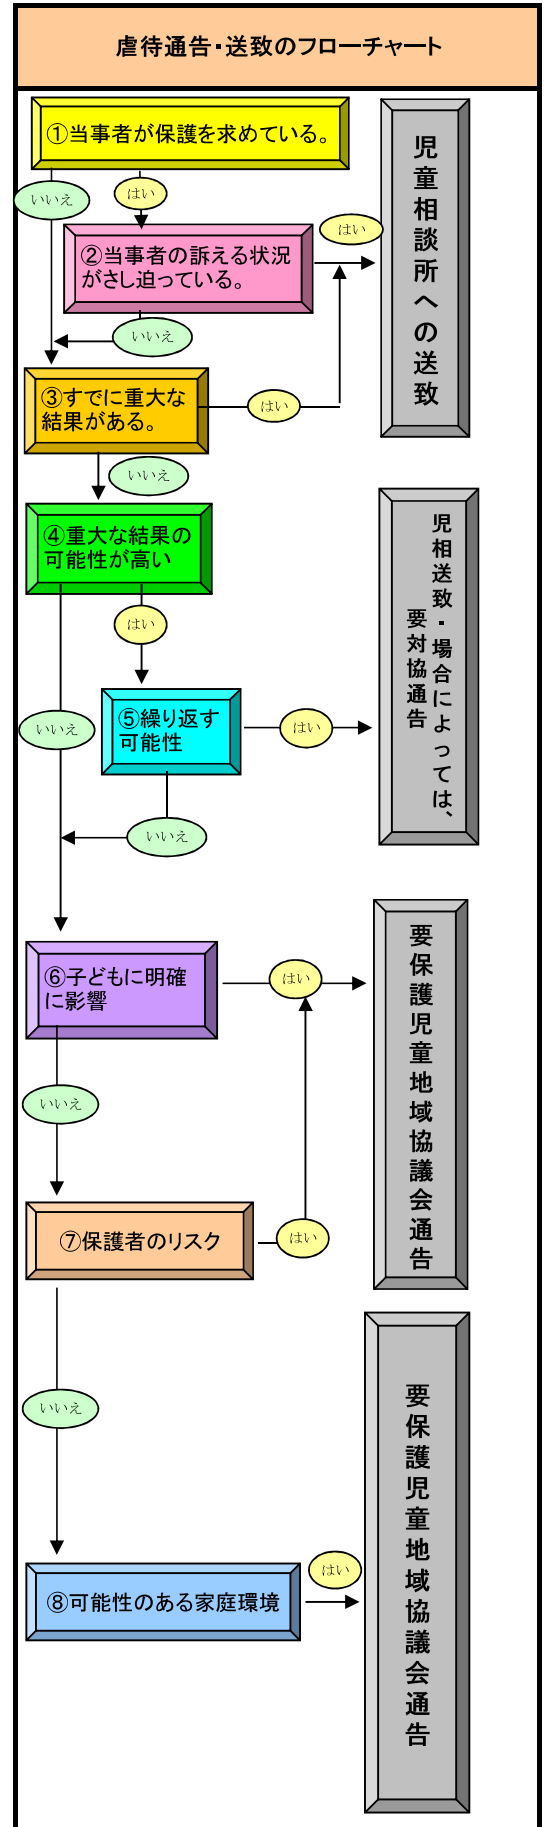 虐待通告・送致のフローチャート
①当事者が保護を求めている。
いいえ
はい
児童相談所への送致
②当事者の訴える状況
がさし迫っている。
はい
いいえ
③すでに重大な
結果がある。
はい
いいえ
④重大な結果の
可能性が高い
はい
児相送致・場合によっては、
要対協通告
⑤繰り返す
可能性
はい
いいえ
いいえ
⑥子どもに明確
に影響
はい
要保護児童地域協議会通告
いいえ
⑦保護者のリスク
はい
いいえ
要保護児童地域協議会通告
⑧可能性のある家庭環境
はい